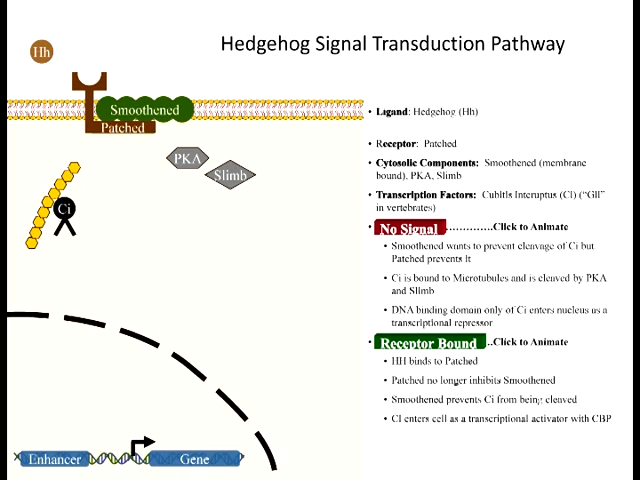 Hedgehog Signal Transduction Pathway
Hh
Smoothened
Patched
PKA
Slimb
Ci
Enhancer
Gene
• Ligand: Hedgehog (Hh)
• Receptor: Patched
• Cytosolic Components: Smoothened (membrane
bound), PKA, Slimb
• Transcription Factors: Cubitis Interuptus (CI) ("Gli"
in vertebrates)
• No Signal..............Click to Animate
• Smoothened wants to prevent cleavage of Ci but
Patched prevents it
• Ci is bound to Microtubules and is cleaved by PKA
and Slimb
• DNA binding domain only of Ci enters nucleus as a
transcriptional repressor
• Receptor Bound...Click to Animate
• HH binds to Patched
• Patched no longer inhibits Smoothened
• Smoothened prevents Ci from being cleaved
• CI enters cell as a transcriptional activator with CBP